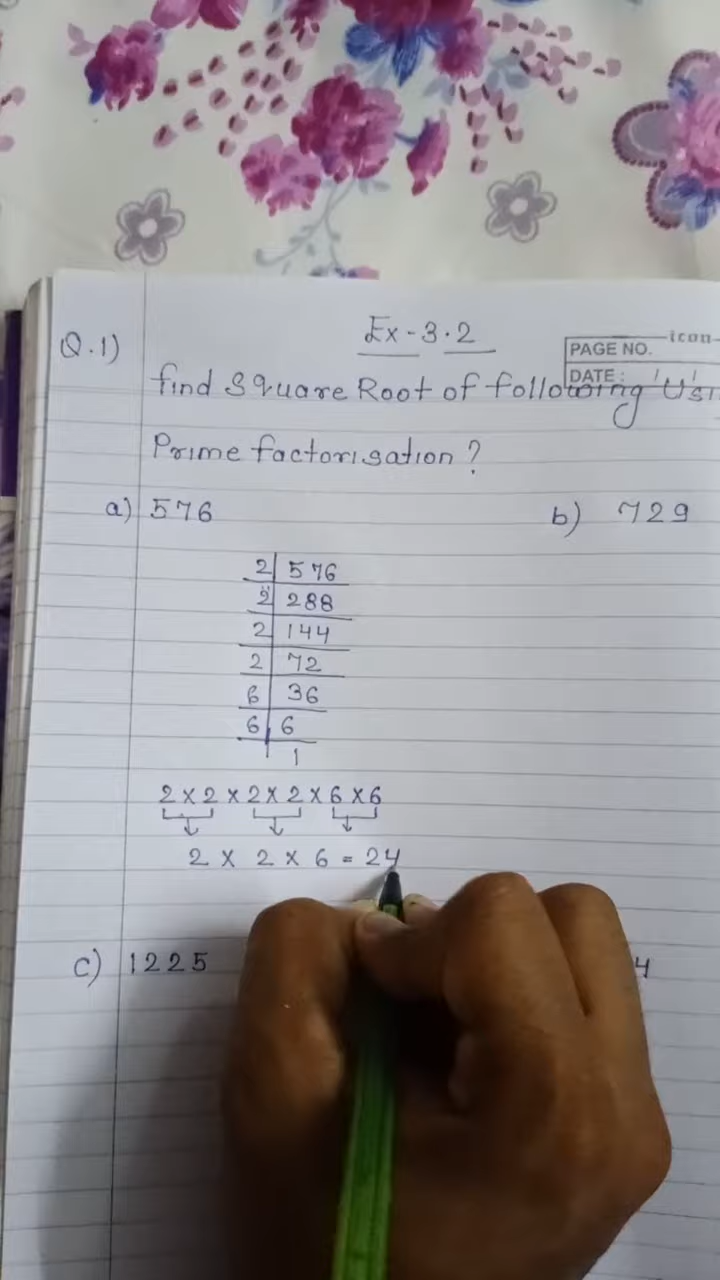 Ex-3.2
icon
PAGE NO.
DATE :
Q.1)
find Square Root of following
Prime factorisation ?
a) 576
b) 729
2 | 576
2 | 288
2 | 144
2 | 72
6 | 36
6 | 6
1
2 × 2 × 2 × 2 × 6 × 6
2 × 2 × 6 = 24
c) 1225
4